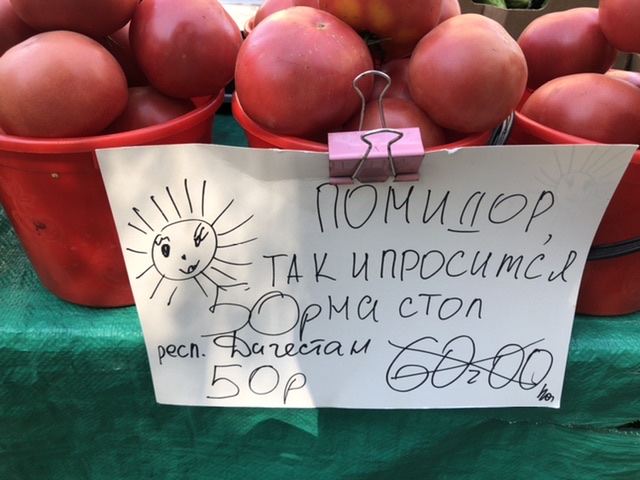 ПОМИДОР,
ТАК И ПРОСИТСЯ
50р НА СТОЛ
респ. Дагестан
50р 60=00